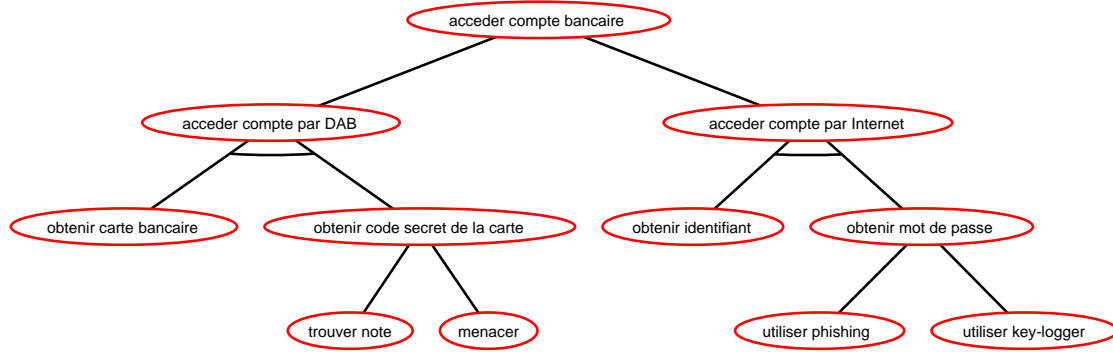 acceder compte bancaire
acceder compte par DAB
acceder compte par Internet
obtenir carte bancaire
obtenir code secret de la carte
obtenir identifiant
obtenir mot de passe
trouver note
menacer
utiliser phishing
utiliser key-logger